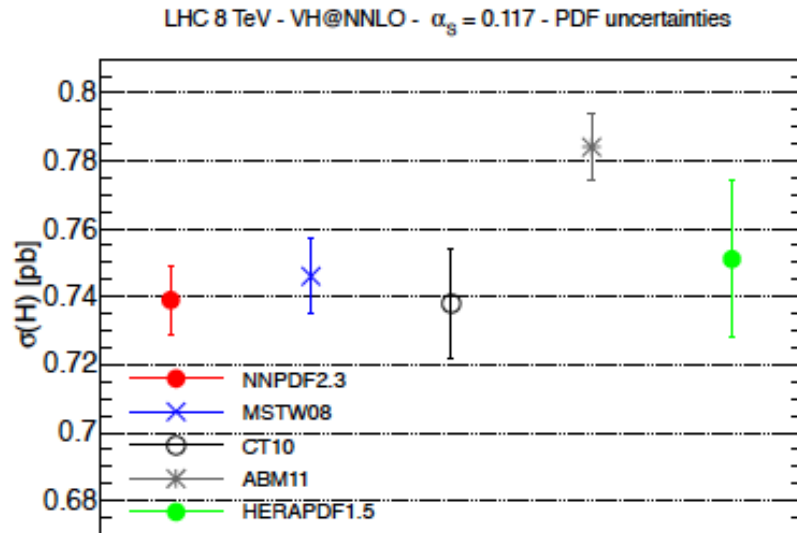 LHC 8 TeV - VH@NNLO - αs = 0.117 - PDF uncertainties
σ(H) [pb]
0.8
0.78
0.76
0.74
0.72
0.7
0.68
NNPDF2.3
MSTW08
CT10
ABM11
HERAPDF1.5